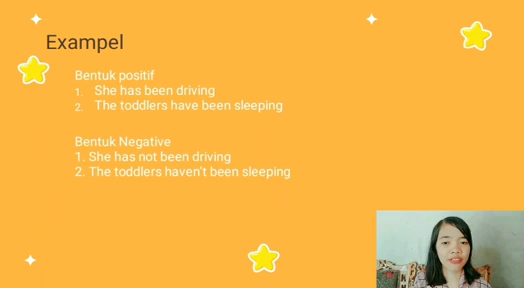 Exampel
Bentuk positif
1. She has been driving
2. The toddlers have been sleeping
Bentuk Negative
1. She has not been driving
2. The toddlers haven't been sleeping